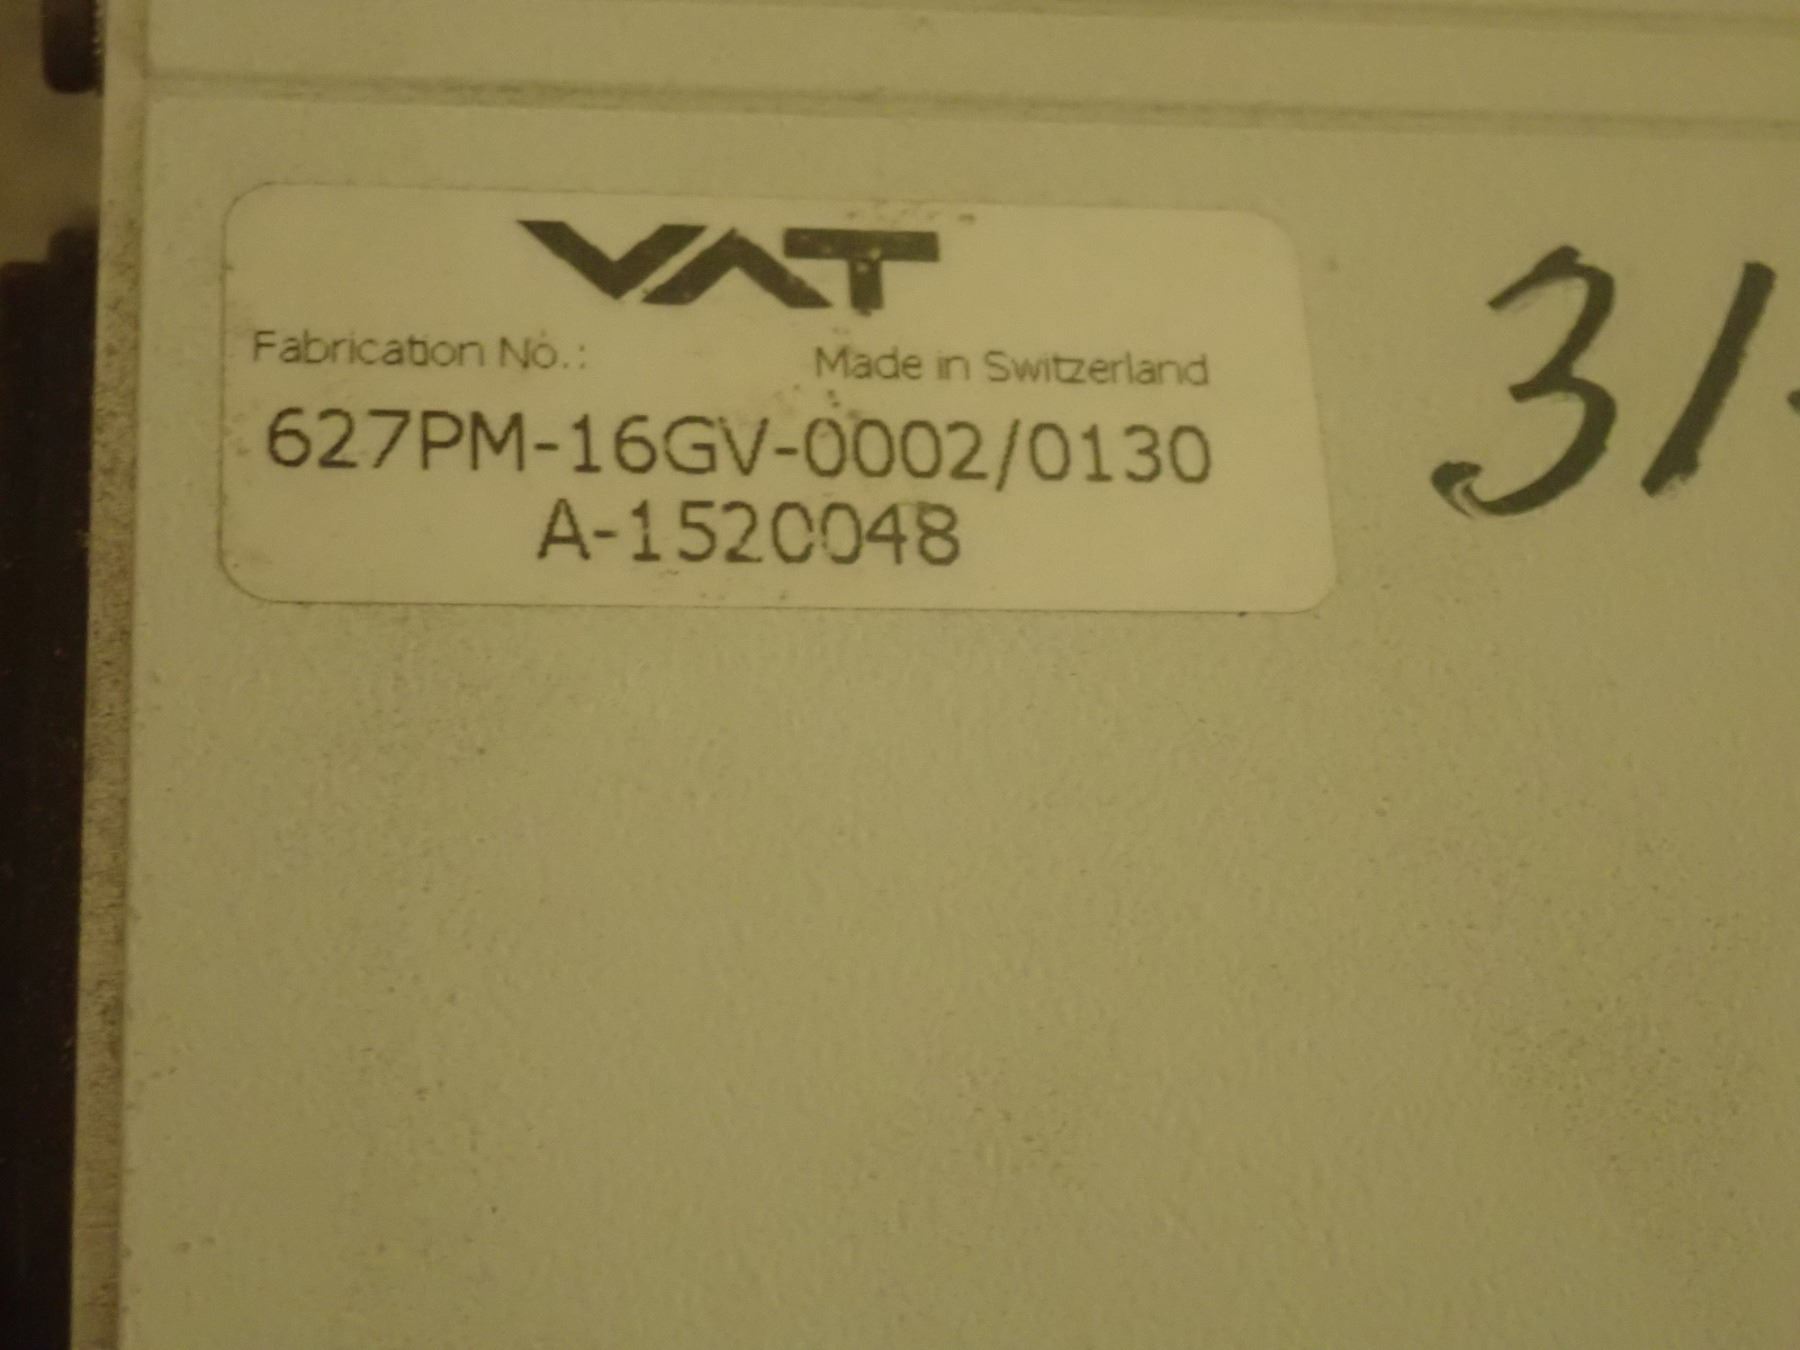 VAT
Fabrication No.: Made in Switzerland
627PM-16GV-0002/0130
A-1520048
31-